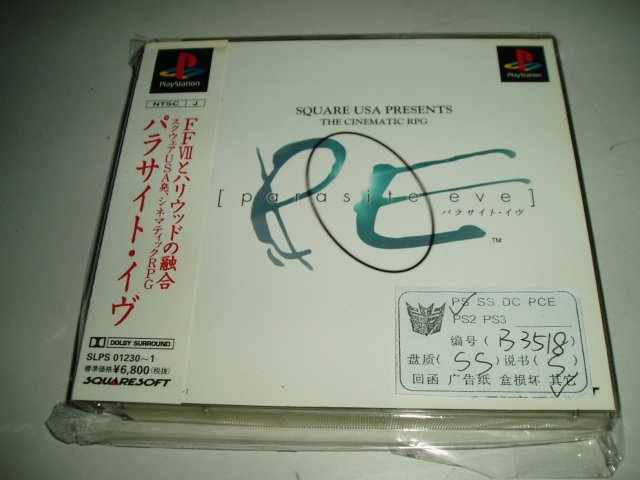 PlayStation
NTSC J
FFⅦとハリウッドの融合
スクウェアUSA発、シネマティックRPG
パラサイト・イヴ
DOLBY SURROUND
SLPS 01230～1
標準価格¥6,800(税抜)
SQUARESOFT
PlayStation
SQUARE USA PRESENTS
THE CINEMATIC RPG
PE
[parasite eve]
パラサイト・イヴ
TM
PS SS DC PCE
PS2 PS3
编号(B3518)
盘质(SS)说书(S)
回函 广告纸 盒损坏 其它